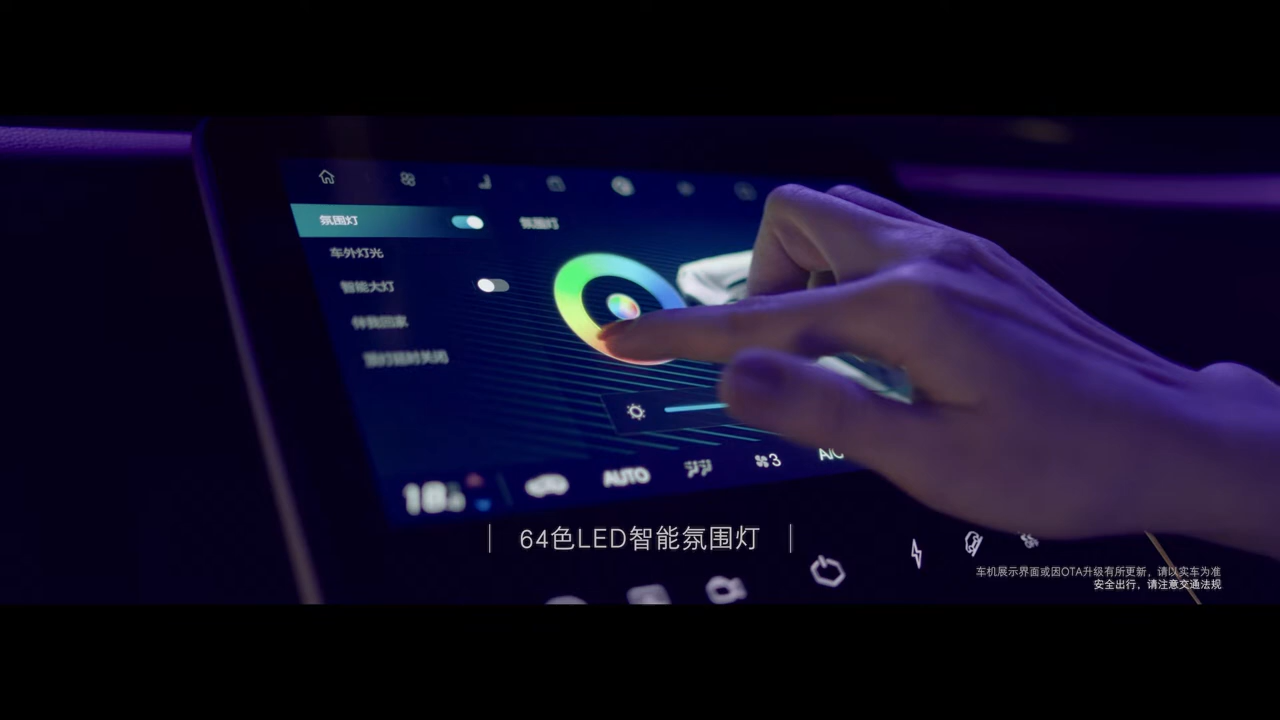 氛围灯
氛围灯
车外灯光
智能大灯
伴我回家
AUTO
3
A/C
64色LED智能氛围灯
车机展示界面或因OTA升级有所更新，请以实车为准
安全出行，请注意交通法规